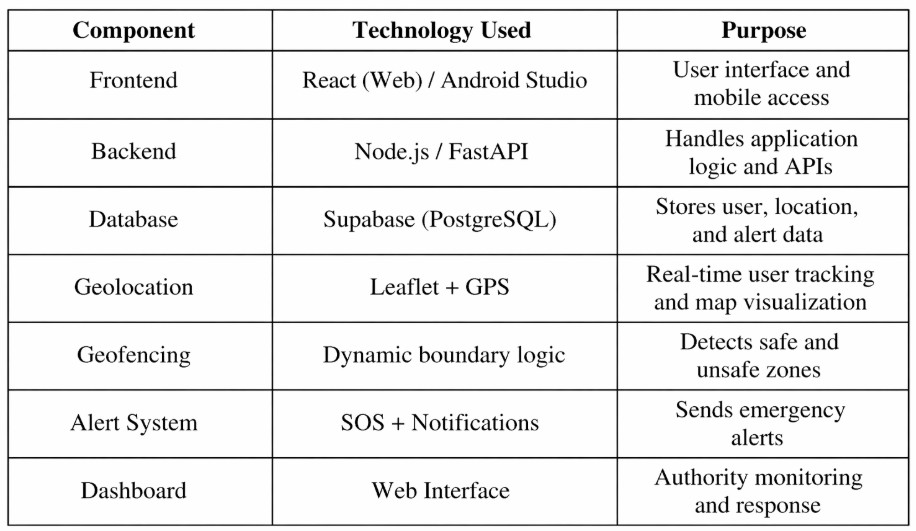 Component Technology Used Purpose
Frontend React (Web) / Android Studio User interface and
mobile access
Backend Node.js / FastAPI Handles application
logic and APIs
Database Supabase (PostgreSQL) Stores user, location,
and alert data
Geolocation Leaflet + GPS Real-time user tracking
and map visualization
Geofencing Dynamic boundary logic Detects safe and
unsafe zones
Alert System SOS + Notifications Sends emergency
alerts
Dashboard Web Interface Authority monitoring
and response